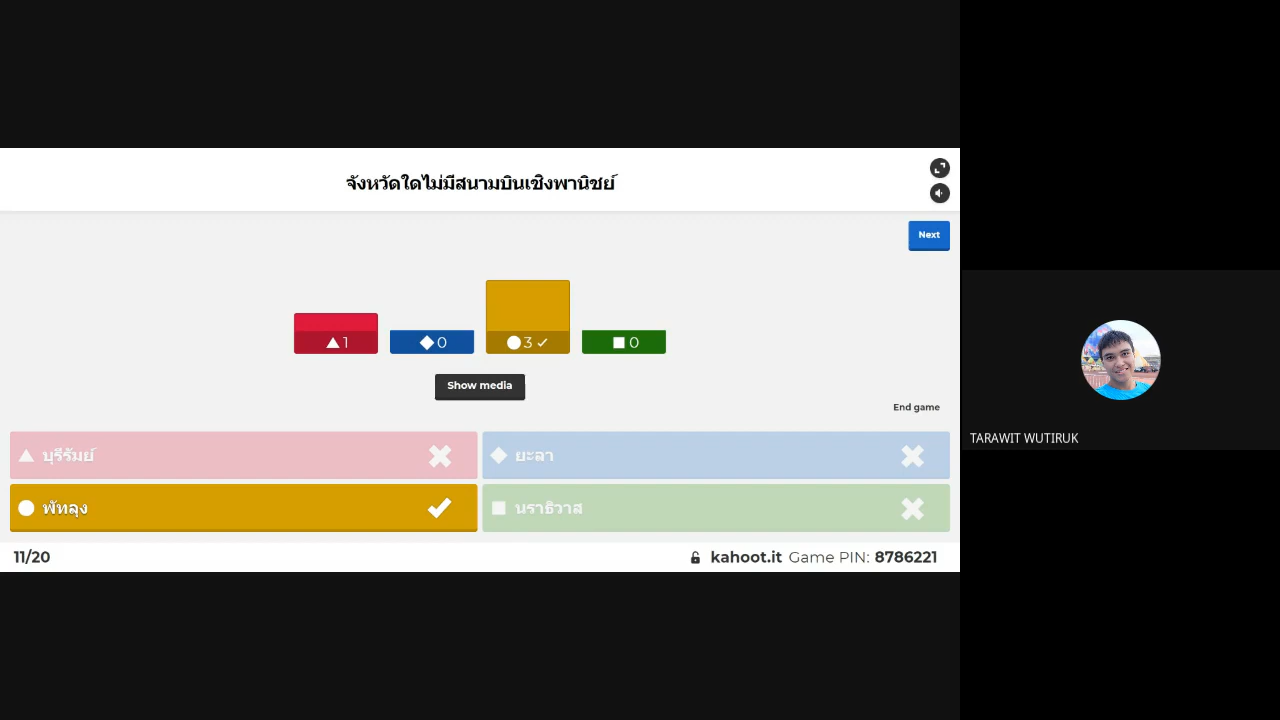 จังหวัดใดไม่มีสนามบินเชิงพานิชย์
Next
1
0
3
0
Show media
End game
บุรีรัมย์
ยะลา
พัทลุง
นราธิวาส
11/20
kahoot.it Game PIN: 8786221
TARAWIT WUTIRUK